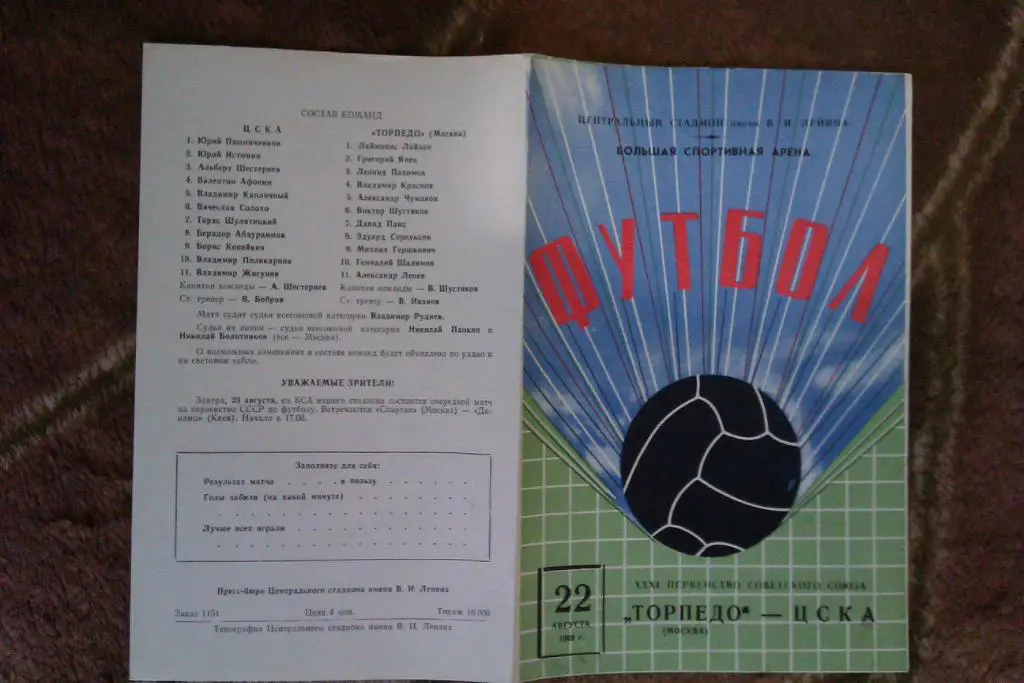 СОСТАВ КОМАНД
ЦСКА
1. Юрий Пшеничников
2. Юрий Истомин
3. Альберт Шестернев
4. Валентин Афонин
5. Владимир Капличный
6. Вячеслав Солохо
7. Тарас Шулятицкий
8. Берадор Абдураимов
9. Борис Копейкин
10. Владимир Поликарпов
11. Владимир Жигунов
Капитан команды — А. Шестернев
Ст. тренер — В. Бобров
«ТОРПЕДО» (Москва)
1. Лаймонис Лайзан
2. Григорий Янец
3. Леонид Пахомов
4. Владимир Краснов
5. Александр Чумаков
6. Виктор Шустиков
7. Давид Паис
8. Эдуард Стрельцов
9. Михаил Гершкович
10. Геннадий Шалимов
11. Александр Ленев
Капитан команды — В. Шустиков
Ст. тренер — В. Иванов
Матч судит судья всесоюзной категории Владимир Руднев.
Судьи на линии — судьи всесоюзной категории Николай Панкин и
Николай Болотников (все — Москва).
О возможных изменениях в составе команд будет объявлено по радио и
на световом табло.
УВАЖАЕМЫЕ ЗРИТЕЛИ!
Завтра, 23 августа, на БСА нашего стадиона состоится очередной матч
на первенство СССР по футболу. Встречаются «Спартак» (Москва) — «Ди-
намо» (Киев). Начало в 17.00.
Заполните для себя:
Результат матча . . . . в пользу . . . . . . .
Голы забили (на какой минуте) . . . . . . . .
Лучше всех играли . . . . . . . . . . . .
Пресс-бюро Центрального стадиона имени В. И. Ленина
Заказ 1151 Цена 4 коп. Тираж 16 000
Типография Центрального стадиона имени В. И. Ленина
ЦЕНТРАЛЬНЫЙ СТАДИОН имени В. И. ЛЕНИНА
БОЛЬШАЯ СПОРТИВНАЯ АРЕНА
ФУТБОЛ
XXXI ПЕРВЕНСТВО СОВЕТСКОГО СОЮЗА
22
АВГУСТА
1969 г.
„ТОРПЕДО" — ЦСКА
(МОСКВА)